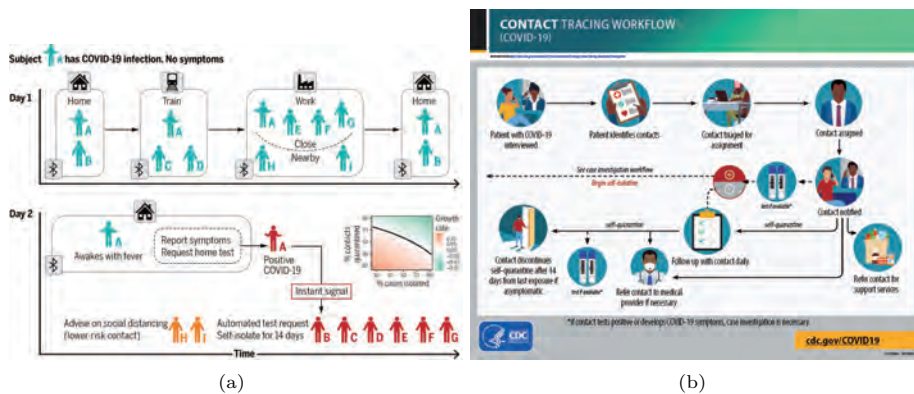 Subject A has COVID-19 infection. No symptoms
Day 1
Home
Train
Work
Home
A
A
A E F G
A
Close
Nearby
B
C D
H I
B
Day 2
A
Awakes with fever
Report symptoms
Request home test
A
Positive
COVID-19
Growth
rate
% contacts
quarantined
% cases isolated
Instant signal
Advise on social distancing
(lower-risk contact)
H I
Automated test request
Self-isolate for 14 days
B C D E F G
Time
(a)
CONTACT TRACING WORKFLOW
(COVID-19)
Patient with COVID-19
interviewed
Patient identifies contacts
Contact triaged for
assignment
Contact assigned
See case investigation workflow
Begin self-isolation
test if available*
Contact notified
self-quarantine
self-quarantine
Contact discontinues
self-quarantine after 14
days from last exposure if
asymptomatic
test if available*
Refer contact to medical
provider if necessary
Follow up with contact daily
Refer contact for
support services
*if contact tests positive or develops COVID-19 symptoms, case investigation is necessary.
CDC
cdc.gov/COVID19
(b)